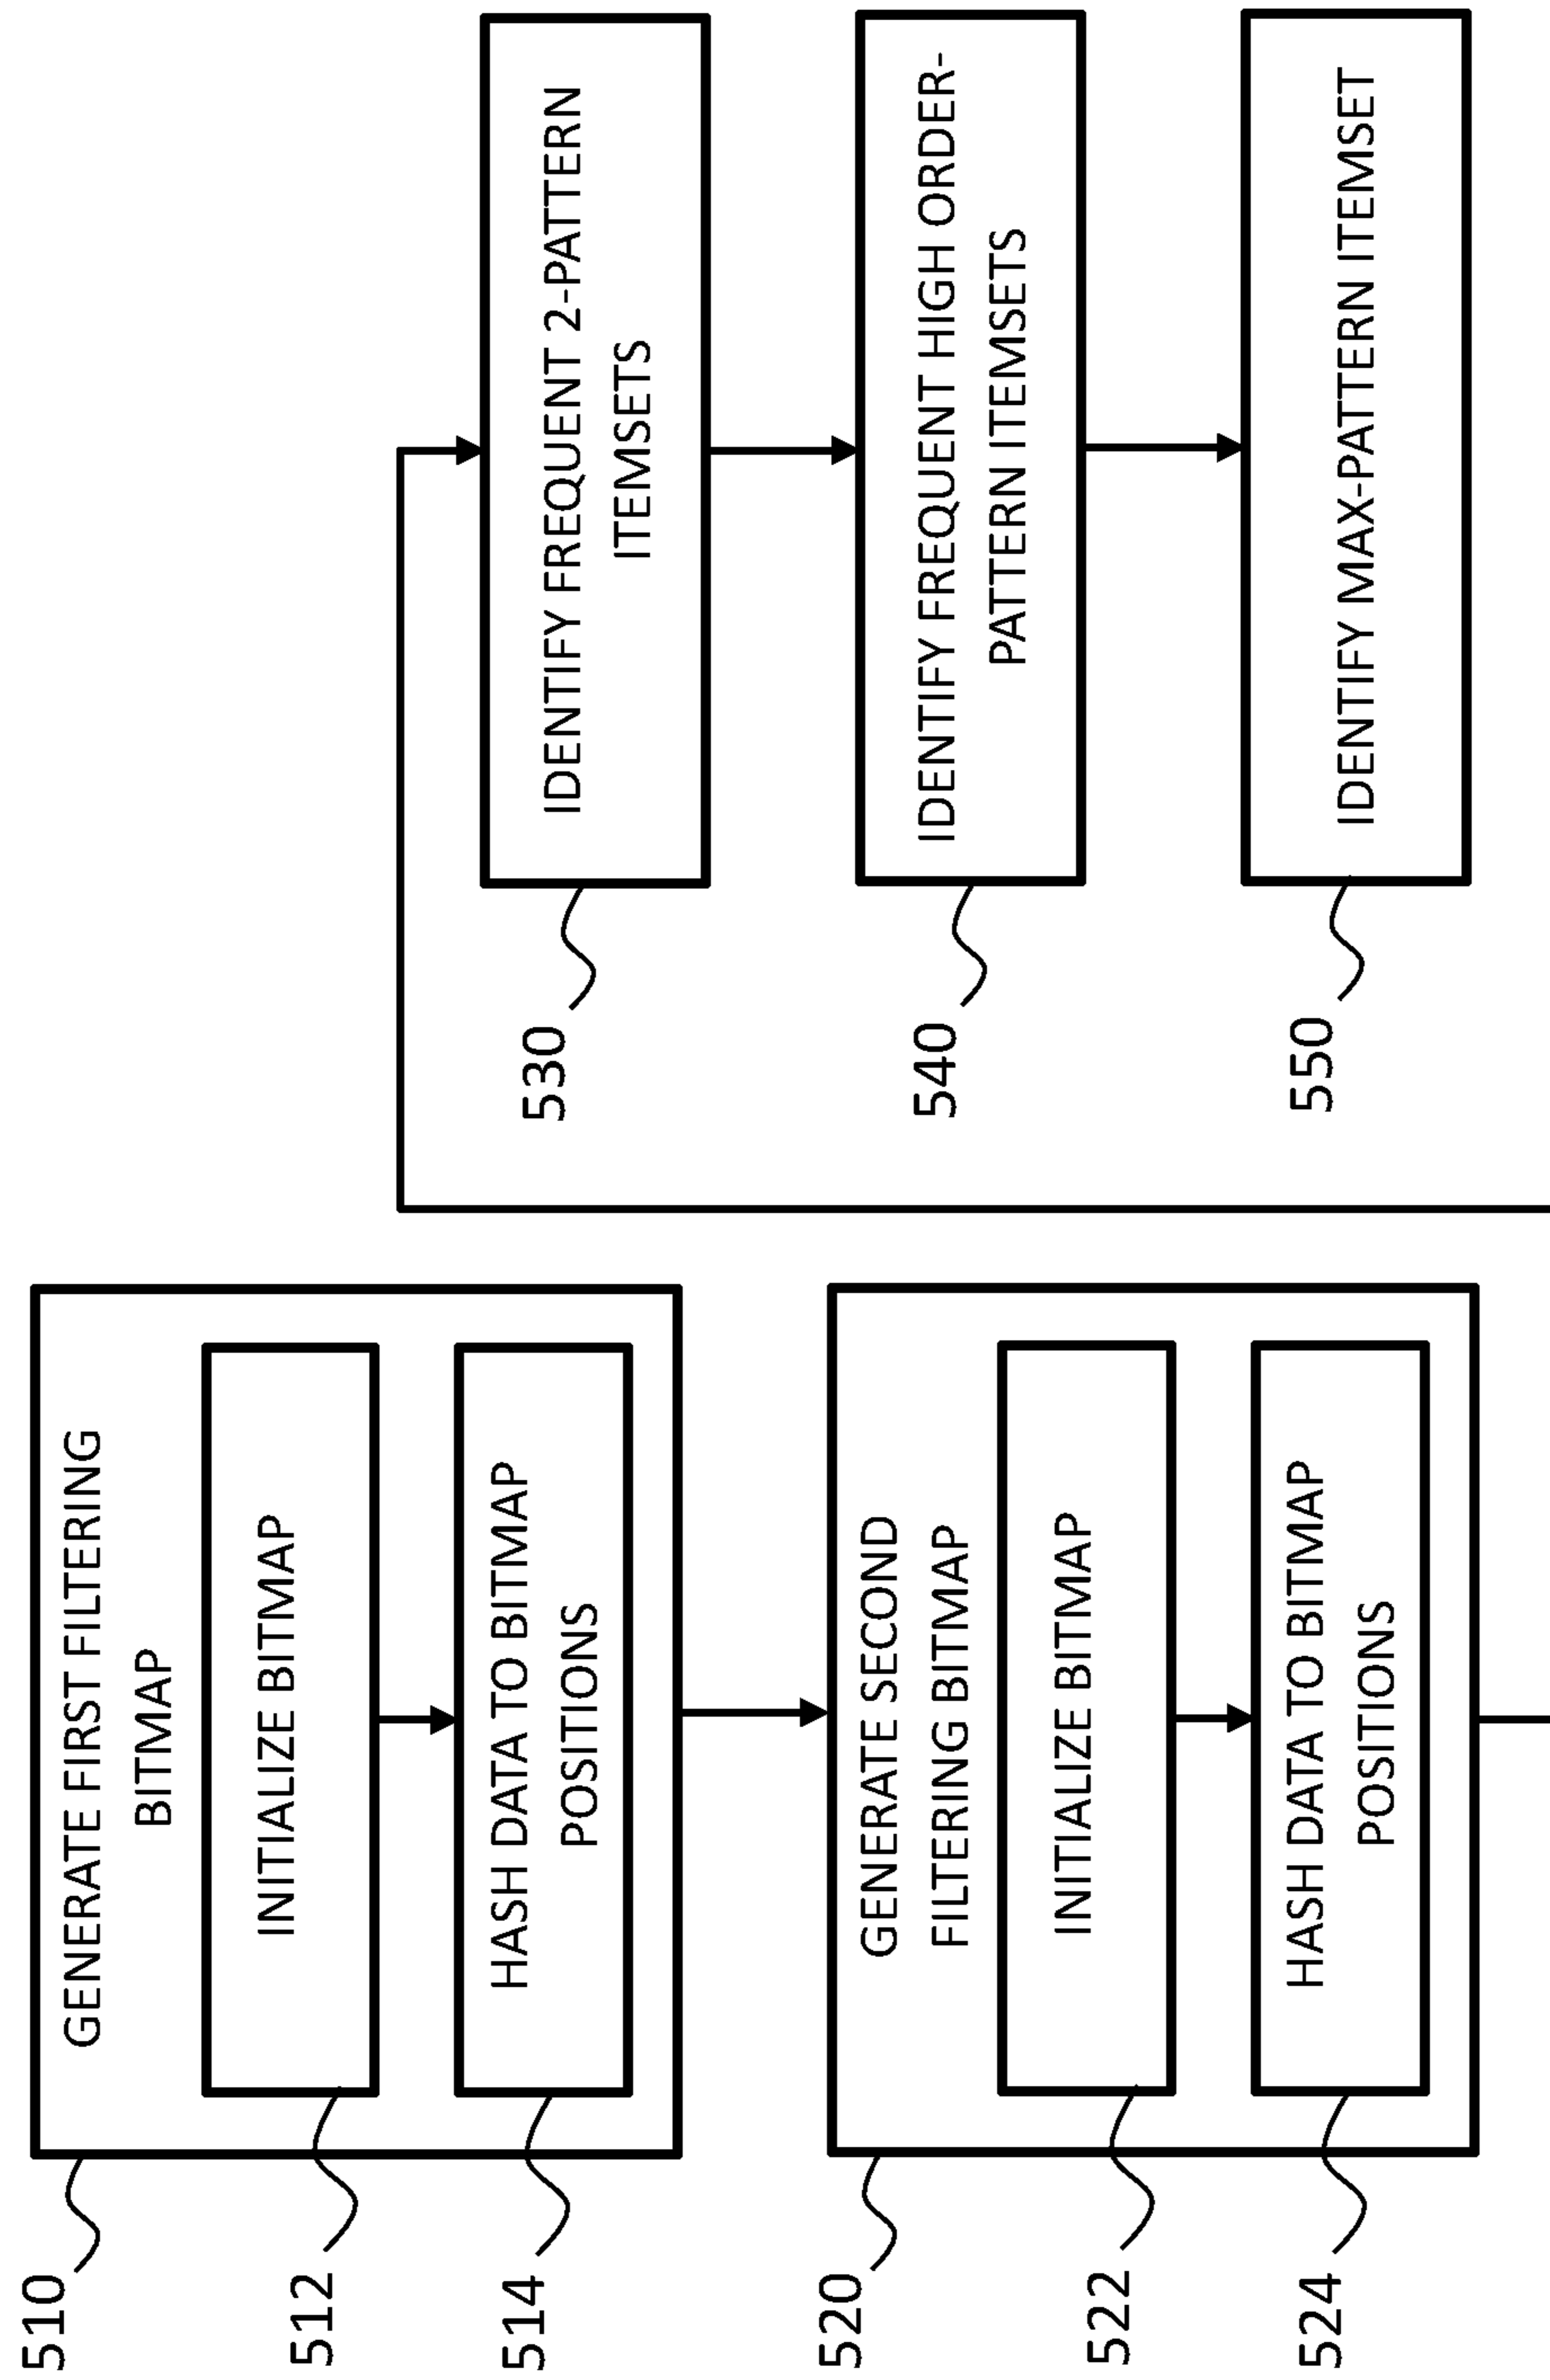 510
GENERATE FIRST FILTERING
BITMAP
512
INITIALIZE BITMAP
514
HASH DATA TO BITMAP
POSITIONS
520
GENERATE SECOND
FILTERING BITMAP
522
INITIALIZE BITMAP
524
HASH DATA TO BITMAP
POSITIONS
530
IDENTIFY FREQUENT 2-PATTERN
ITEMSETS
540
IDENTIFY FREQUENT HIGH ORDER-
PATTERN ITEMSETS
550
IDENTIFY MAX-PATTERN ITEMSET